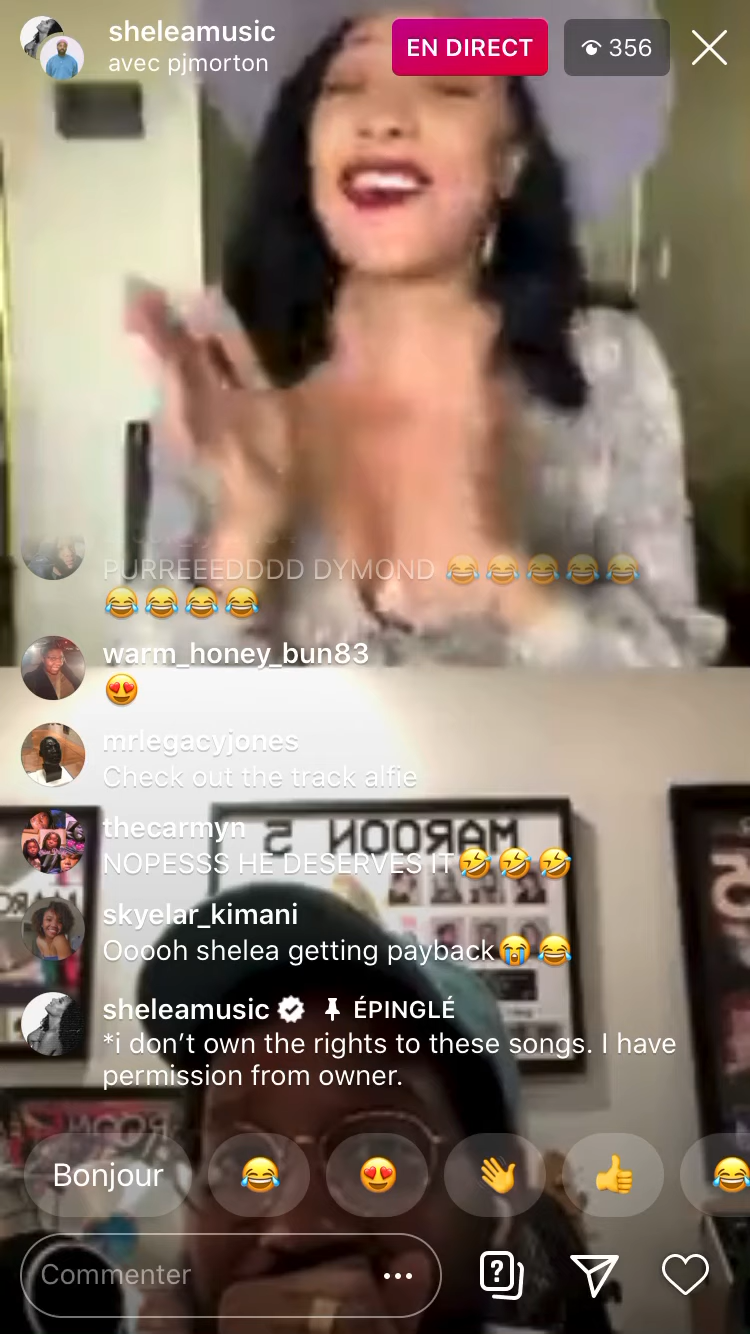 sheleamusic
avec pjmorton
EN DIRECT
356
PURREEEDDDD DYMOND 😂😂😂😂😂
😂😂😂😂
warm_honey_bun83
😍
mrlegacyjones
Check out the track alfie
thecarmyn
NOPESSS HE DESERVES IT🤣🤣🤣
MAROON 5
skyelar_kimani
Ooooh shelea getting payback😭😂
sheleamusic ÉPINGLÉ
*i don’t own the rights to these songs. I have
permission from owner.
Bonjour 😂 😍 👋 👍 😂
Commenter